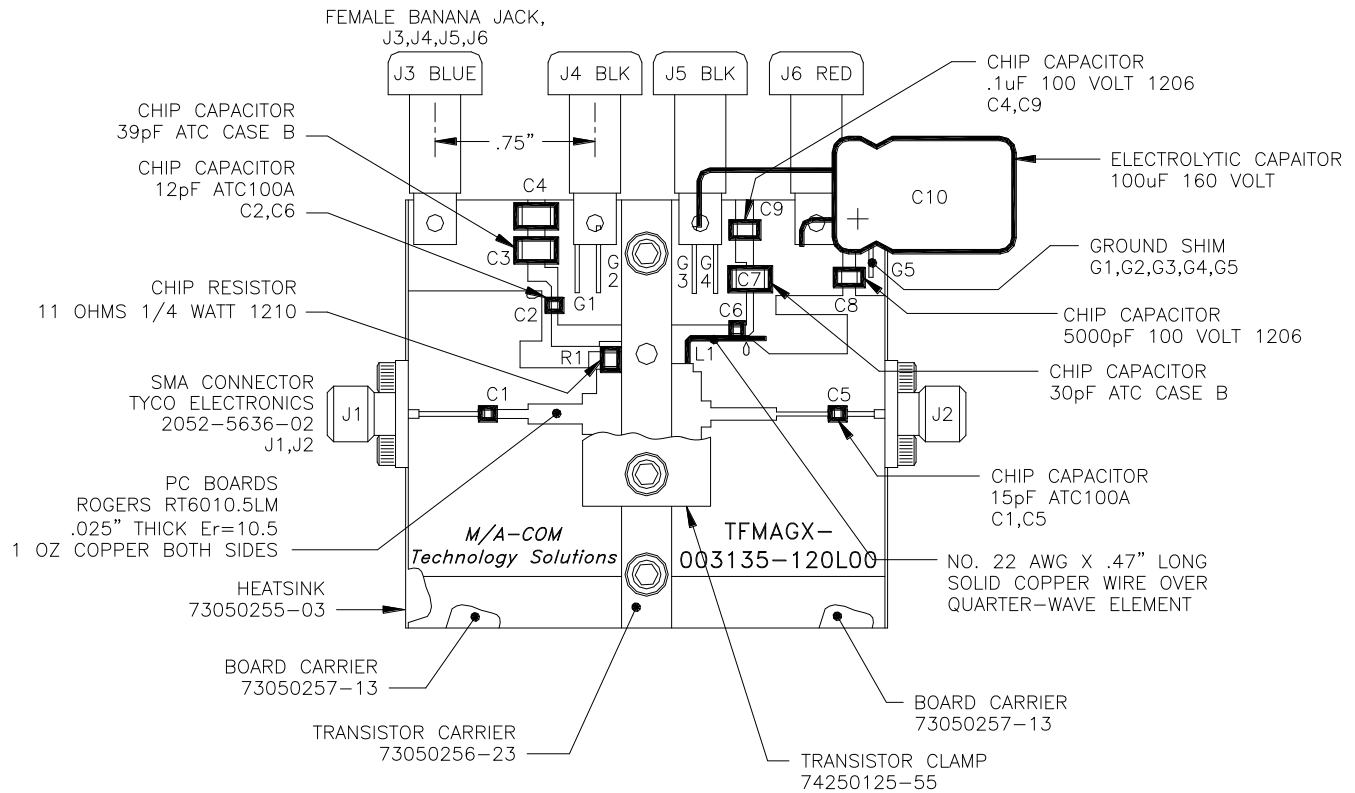 FEMALE BANANA JACK,
J3,J4,J5,J6
J3 BLUE
J4 BLK
J5 BLK
J6 RED
CHIP CAPACITOR
.1uF 100 VOLT 1206
C4,C9
CHIP CAPACITOR
39pF ATC CASE B
.75"
CHIP CAPACITOR
12pF ATC100A
C2,C6
ELECTROLYTIC CAPAITOR
100uF 160 VOLT
C4
C9
C10
C3
G2
G3
G4
G5
GROUND SHIM
G1,G2,G3,G4,G5
C7
CHIP RESISTOR
11 OHMS 1/4 WATT 1210
G1
C2
C6
C8
CHIP CAPACITOR
5000pF 100 VOLT 1206
R1
L1
CHIP CAPACITOR
30pF ATC CASE B
SMA CONNECTOR
TYCO ELECTRONICS
2052-5636-02
J1,J2
J1
C1
C5
J2
PC BOARDS
ROGERS RT6010.5LM
.025" THICK Er=10.5
1 OZ COPPER BOTH SIDES
CHIP CAPACITOR
15pF ATC100A
C1,C5
M/A-COM
Technology Solutions
TFMAGX-
003135-120L00
NO. 22 AWG X .47" LONG
SOLID COPPER WIRE OVER
QUARTER-WAVE ELEMENT
HEATSINK
73050255-03
BOARD CARRIER
73050257-13
BOARD CARRIER
73050257-13
TRANSISTOR CARRIER
73050256-23
TRANSISTOR CLAMP
74250125-55